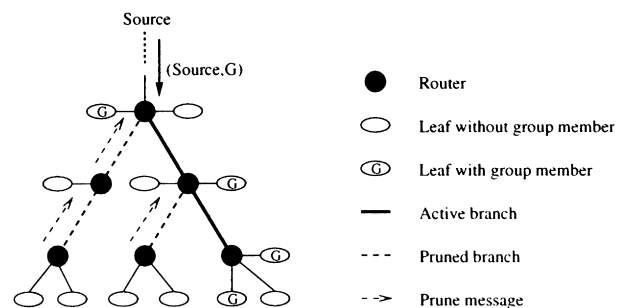 Source
(Source,G)
G
G
G
G
Router
Leaf without group member
G
Leaf with group member
Active branch
Pruned branch
Prune message